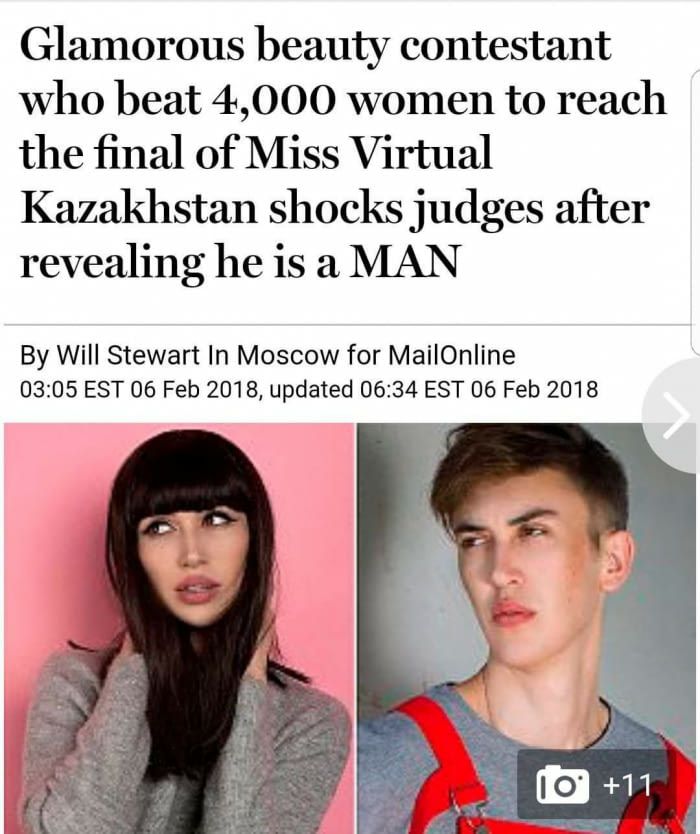 Glamorous beauty contestant
who beat 4,000 women to reach
the final of Miss Virtual
Kazakhstan shocks judges after
revealing he is a MAN
By Will Stewart In Moscow for MailOnline
03:05 EST 06 Feb 2018, updated 06:34 EST 06 Feb 2018
+11